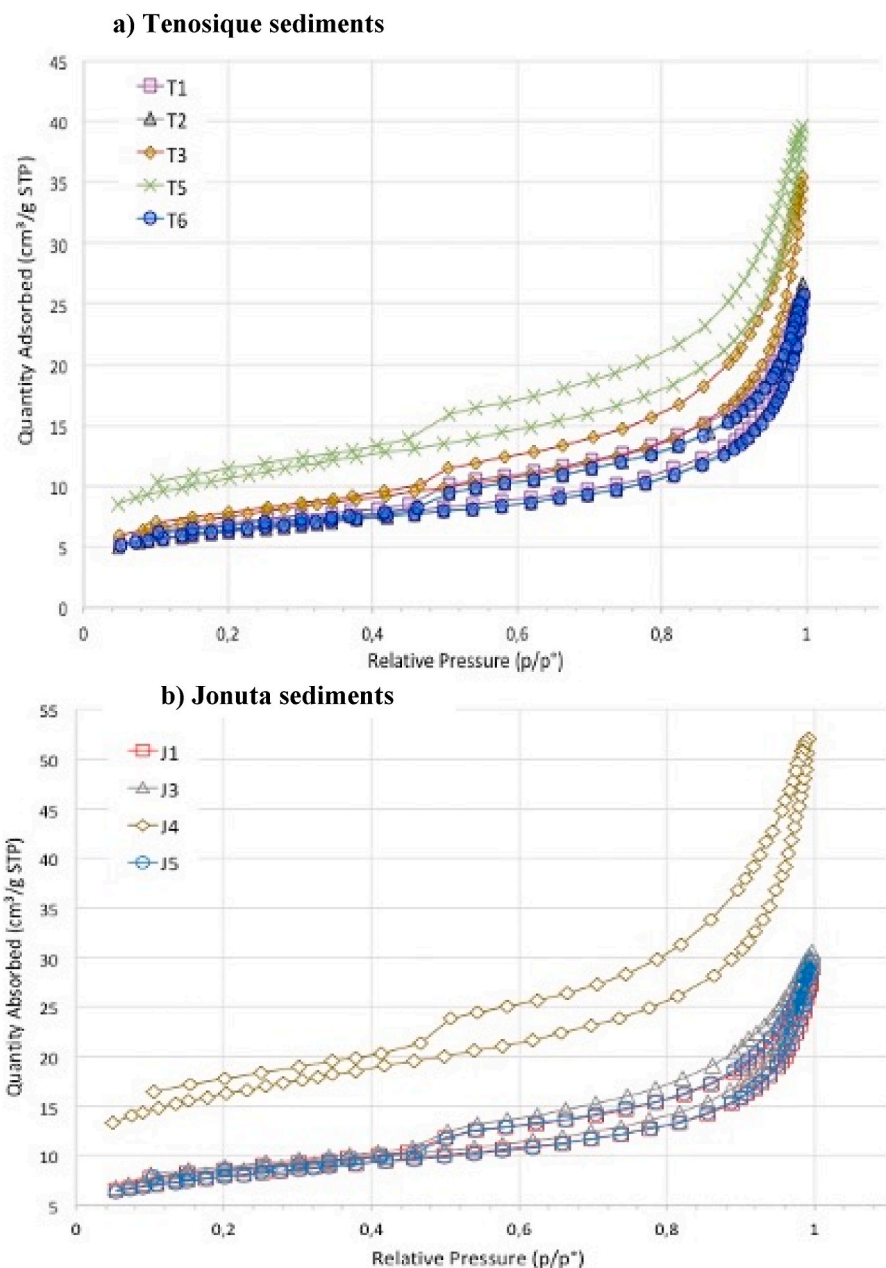 a) Tenosique sediments
45
40
35
30
25
20
15
10
5
0
Quantity Adsorbed (cm³/g STP)
T1
T2
T3
T5
T6
0
0,2
0,4
0,6
0,8
1
Relative Pressure (p/p°)
b) Jonuta sediments
55
50
45
40
35
30
25
20
15
10
5
Quantity Absorbed (cm³/g STP)
J1
J3
J4
J5
0
0,2
0,4
0,6
0,8
1
Relative Pressure (p/p°)